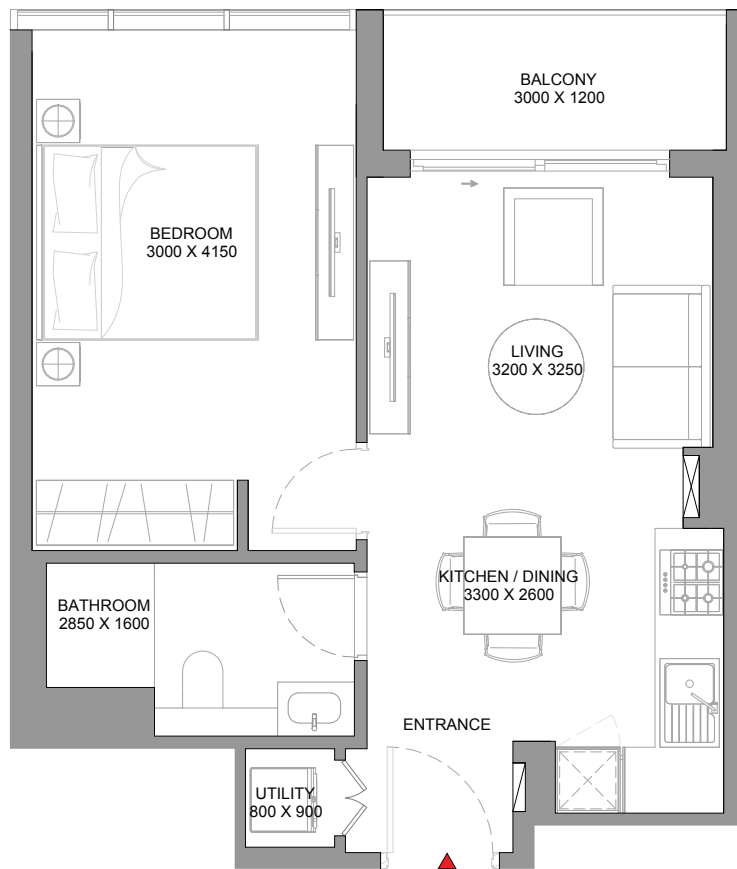 BALCONY
3000 X 1200
BEDROOM
3000 X 4150
LIVING
3200 X 3250
KITCHEN / DINING
3300 X 2600
BATHROOM
2850 X 1600
ENTRANCE
UTILITY
800 X 900